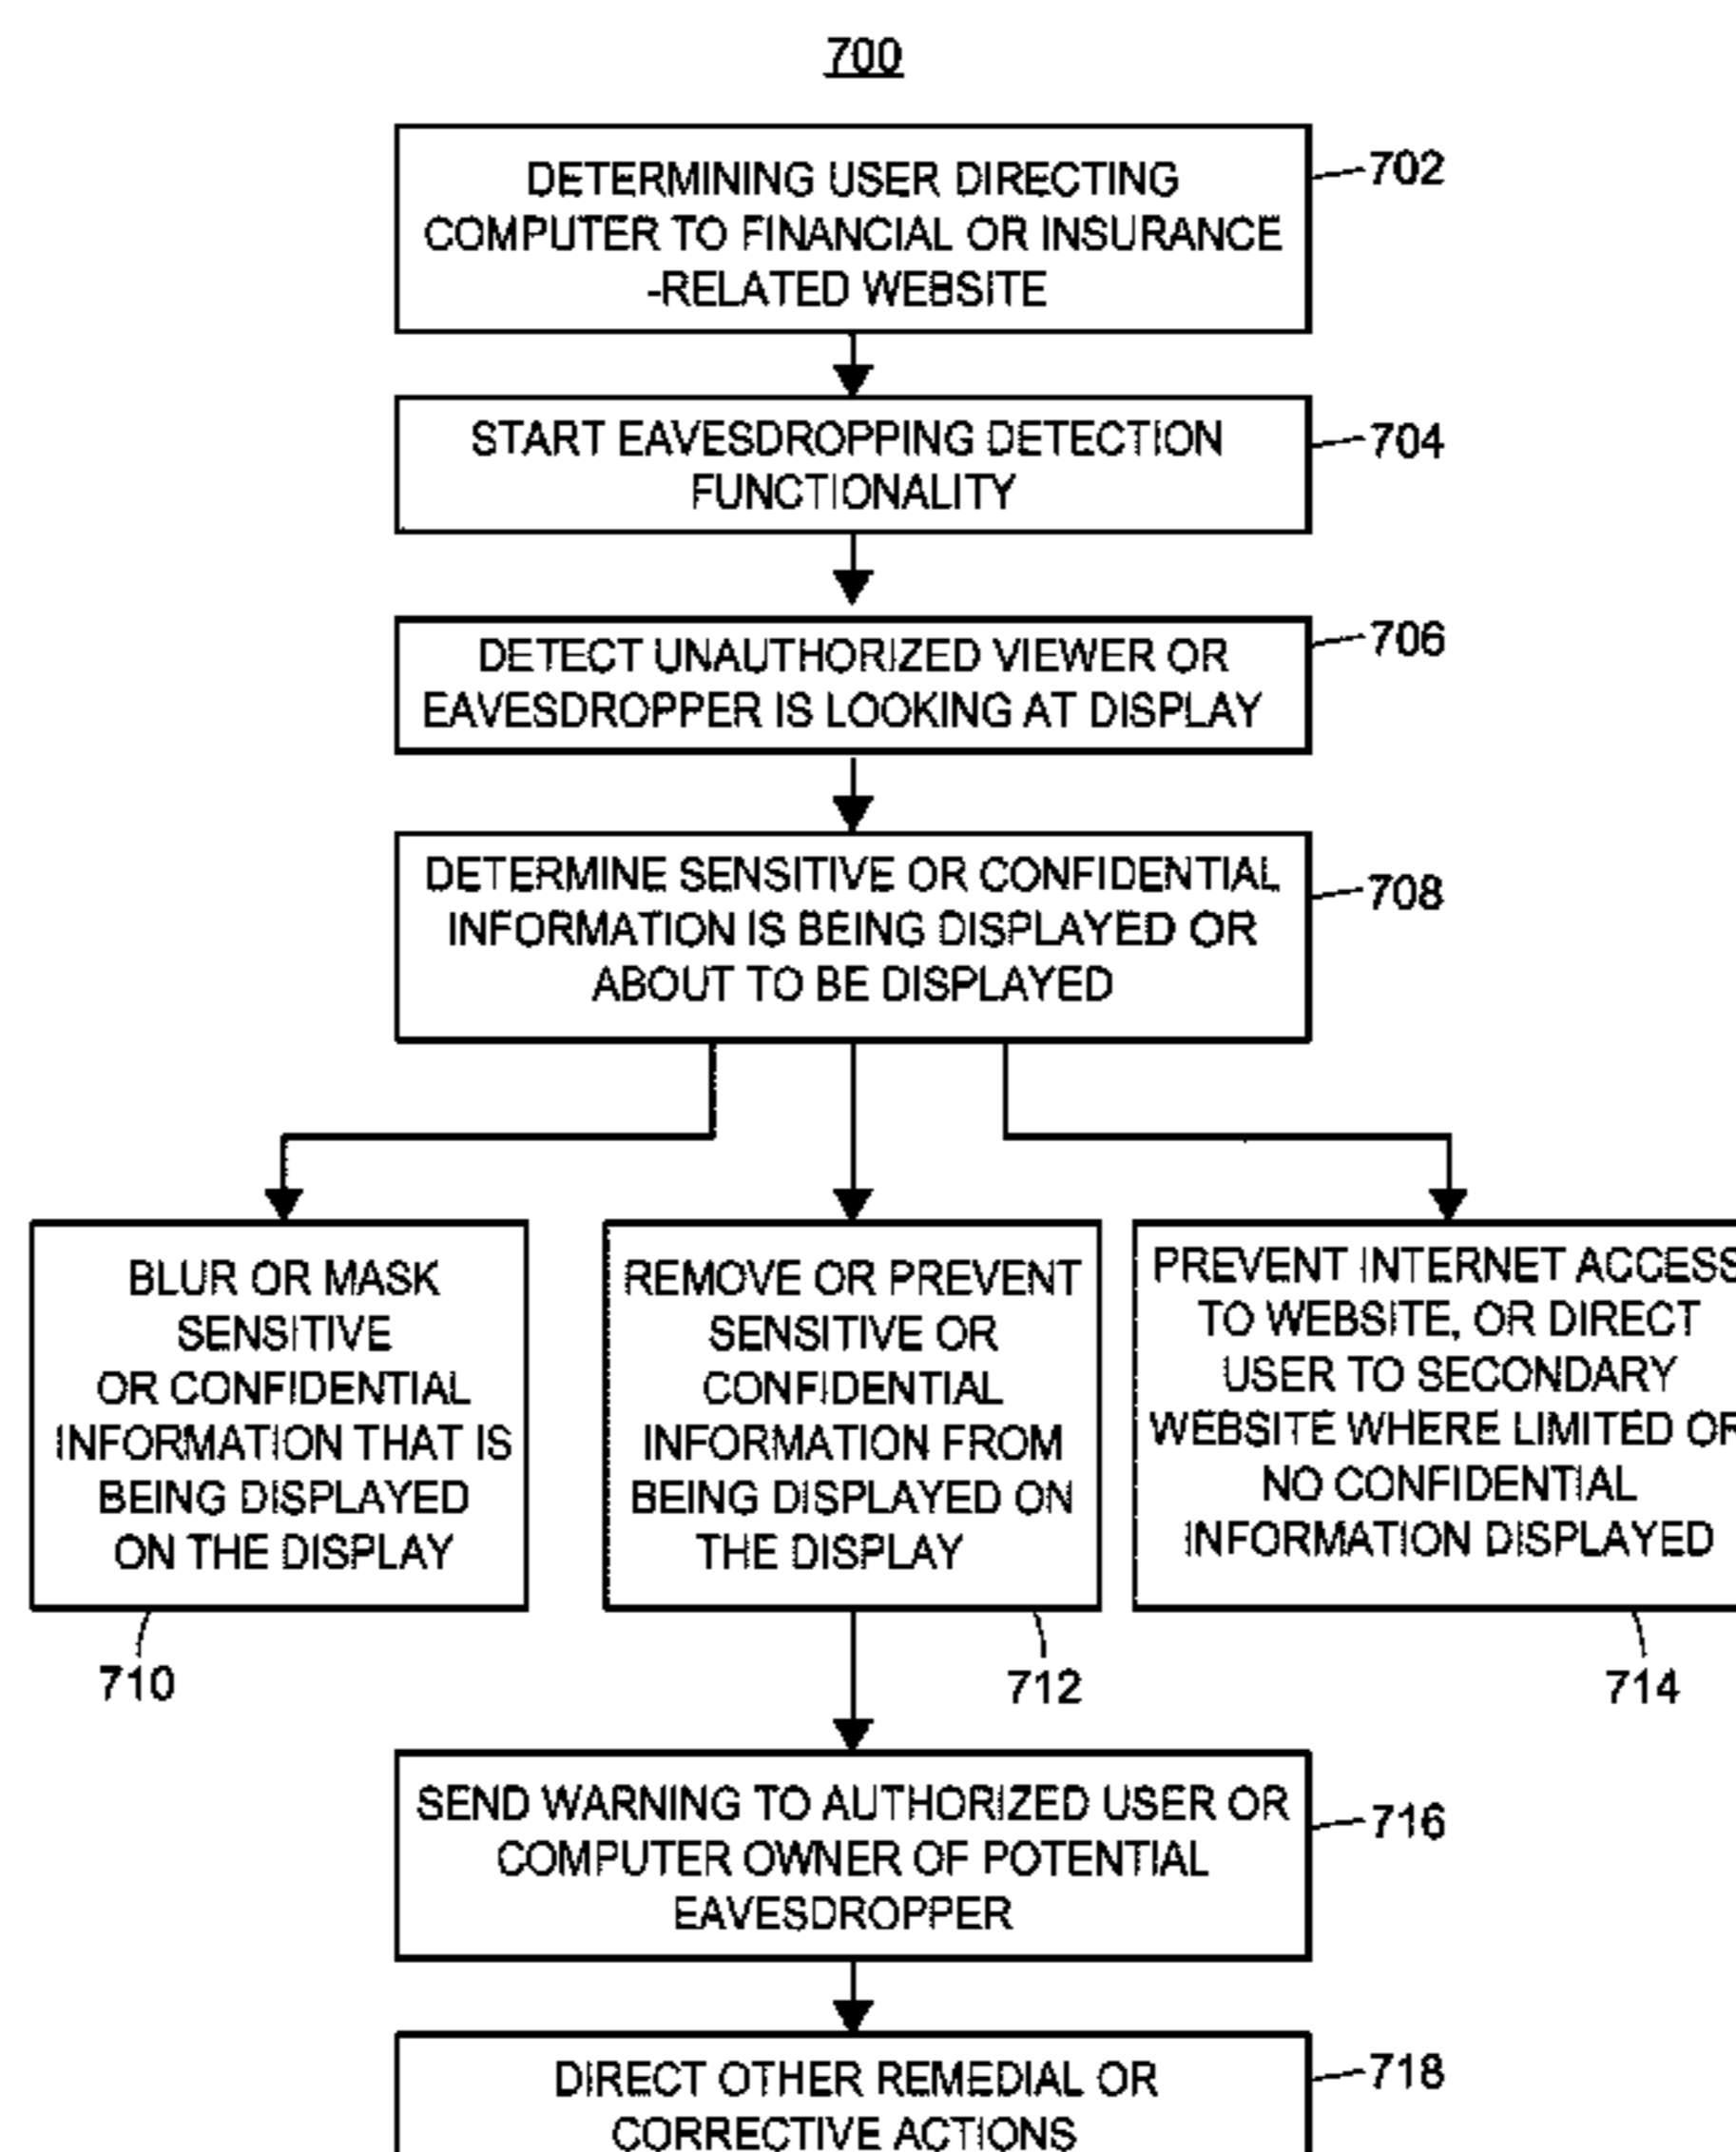 700
DETERMINING USER DIRECTING
COMPUTER TO FINANCIAL OR INSURANCE
-RELATED WEBSITE
702
START EAVESDROPPING DETECTION
FUNCTIONALITY
704
DETECT UNAUTHORIZED VIEWER OR
EAVESDROPPER IS LOOKING AT DISPLAY
706
DETERMINE SENSITIVE OR CONFIDENTIAL
INFORMATION IS BEING DISPLAYED OR
ABOUT TO BE DISPLAYED
708
BLUR OR MASK
SENSITIVE
OR CONFIDENTIAL
INFORMATION THAT IS
BEING DISPLAYED
ON THE DISPLAY
710
REMOVE OR PREVENT
SENSITIVE OR
CONFIDENTIAL
INFORMATION FROM
BEING DISPLAYED ON
THE DISPLAY
712
PREVENT INTERNET ACCESS
TO WEBSITE, OR DIRECT
USER TO SECONDARY
WEBSITE WHERE LIMITED OR
NO CONFIDENTIAL
INFORMATION DISPLAYED
714
SEND WARNING TO AUTHORIZED USER OR
COMPUTER OWNER OF POTENTIAL
EAVESDROPPER
716
DIRECT OTHER REMEDIAL OR
CORRECTIVE ACTIONS
718